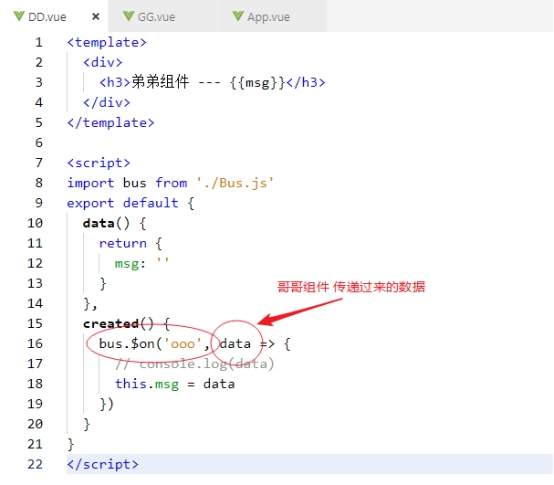 DD.vue × GG.vue App.vue
1 <template>
2 <div>
3 <h3>弟弟组件 --- {{msg}}</h3>
4 </div>
5 </template>
6
7 <script>
8 import bus from './Bus.js'
9 export default {
10 data() {
11 return {
12 msg: ''
13 }
14 },
哥哥组件 传递过来的数据
15 created() {
16 bus.$on('ooo', data => {
17 // console.log(data)
18 this.msg = data
19 })
20 }
21 }
22 </script>